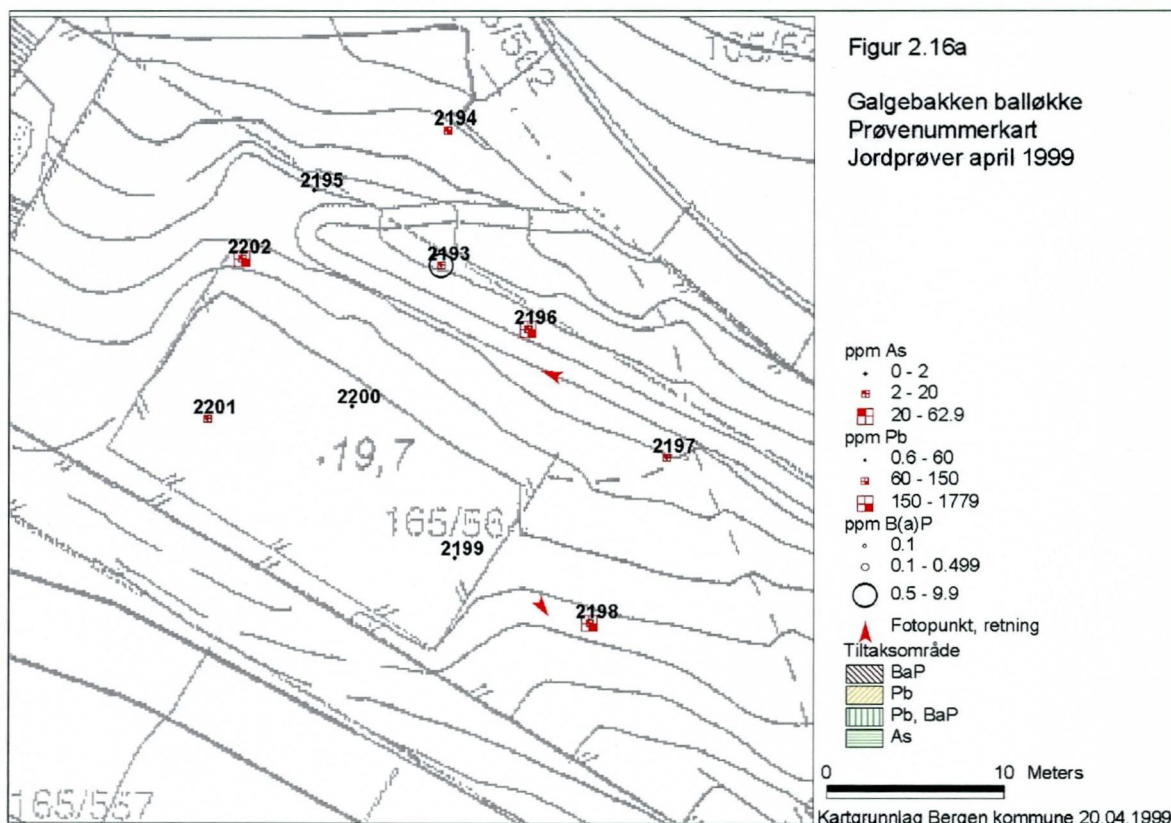 Figur 2.16a
Galgebakken balløkke
Prøvenummerkart
Jordprøver april 1999
2194
2195
2202
2193
2196
2201
2200
19,7
2197
165/56
2199
2198
165/557
ppm As
0 - 2
2 - 20
20 - 62.9
ppm Pb
0.6 - 60
60 - 150
150 - 1779
ppm B(a)P
0.1
0.1 - 0.499
0.5 - 9.9
Fotopunkt, retning
Tiltaksområde
BaP
Pb
Pb, BaP
As
0 10 Meters
Kartgrunnlag Bergen kommune 20.04.1999